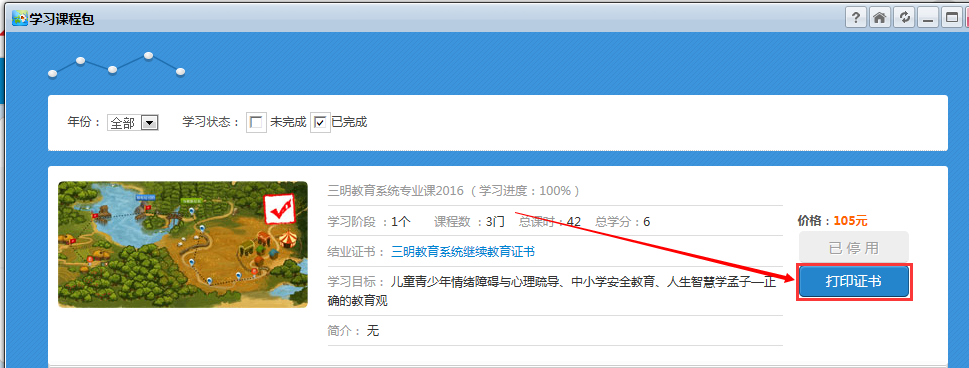 学习课程包
年份： 全部 学习状态： 未完成 已完成
三明教育系统专业课2016 （ 学习进度：100% ）
学习阶段 ：1个 课程数 ：3门 总课时：42 总学分：6
结业证书： 三明教育系统继续教育证书
学习目标： 儿童青少年情绪障碍与心理疏导、中小学安全教育、人生智慧学孟子—正
确的教育观
简介： 无
价格：105元
已 停 用
打印证书